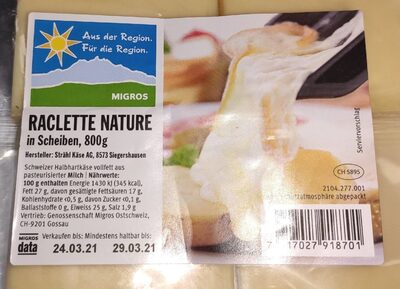 Aus der Region.
Für die Region.
MIGROS
RACLETTE NATURE
in Scheiben, 800g
Hersteller: Strähl Käse AG, 8573 Siegershausen
Schweizer Halbhartkäse vollfett aus
pasteurisierter Milch | Nährwerte:
100 g enthalten Energie 1430 kJ (345 kcal),
Fett 27 g, davon gesättigte Fettsäuren 17 g,
Kohlenhydrate <0,5 g, davon Zucker <0,1 g,
Ballaststoffe 0 g, Eiweiss 25 g, Salz 1,9 g
Vertrieb: Genossenschaft Migros Ostschweiz,
CH-9201 Gossau
Verkaufen bis: Mindestens haltbar bis:
MIGROS
data
24.03.21 29.03.21
Serviervorschlag
CH 5895
2104.277.001
atmosphäre abgepackt
7 617027 918701